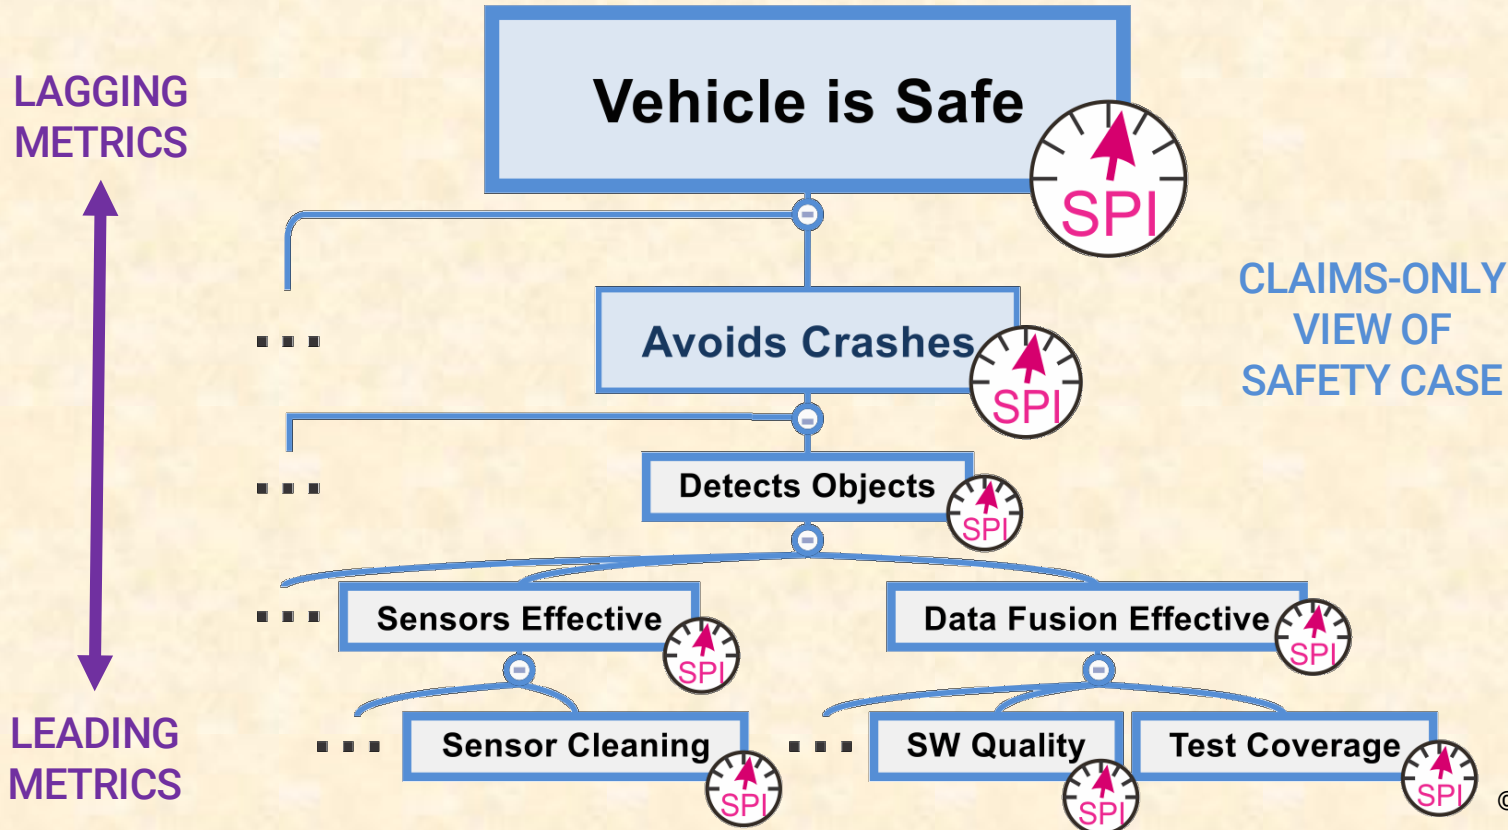 Vehicle is Safe
SPI
LAGGING
METRICS
CLAIMS-ONLY
VIEW OF
SAFETY CASE
...
Avoids Crashes
SPI
...
Detects Objects
SPI
...
Sensors Effective
SPI
Data Fusion Effective
SPI
LEADING
METRICS
...
Sensor Cleaning
SPI
...
SW Quality
SPI
Test Coverage
SPI
©